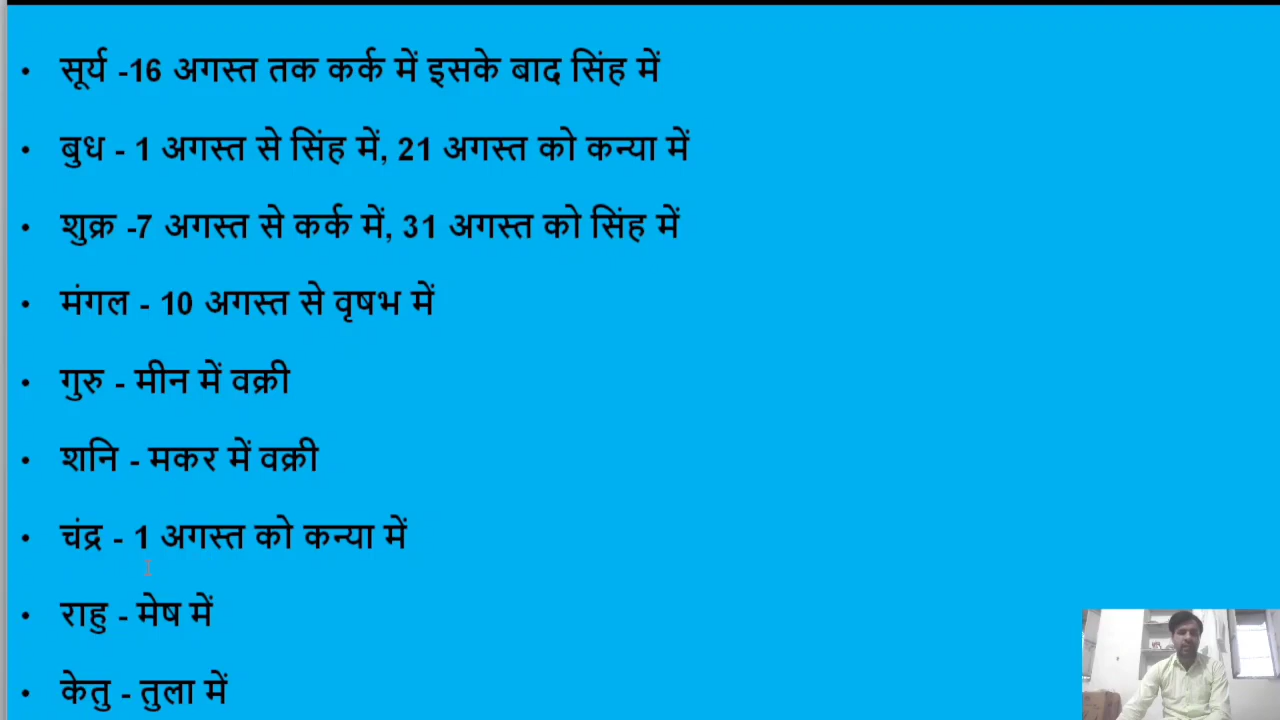 • सूर्य -16 अगस्त तक कर्क में इसके बाद सिंह में
• बुध - 1 अगस्त से सिंह में, 21 अगस्त को कन्या में
• शुक्र -7 अगस्त से कर्क में, 31 अगस्त को सिंह में
• मंगल - 10 अगस्त से वृषभ में
• गुरु - मीन में वक्री
• शनि - मकर में वक्री
• चंद्र - 1 अगस्त को कन्या में
• राहु - मेष में
• केतु - तुला में